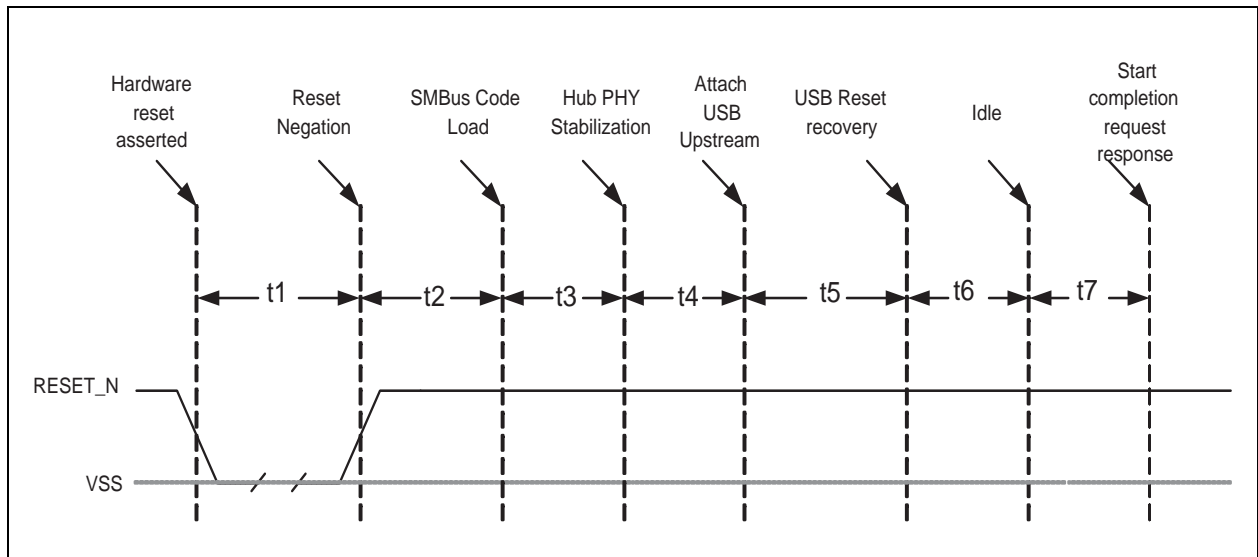 Hardware
reset
asserted
Reset
Negation
SMBus Code
Load
Hub PHY
Stabilization
Attach
USB
Upstream
USB Reset
recovery
Idle
Start
completion
request
response
t1
t2
t3
t4
t5
t6
t7
RESET_N
VSS